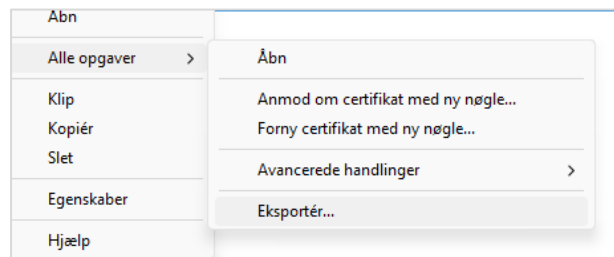 Åbn
Alle opgaver
Klip
Kopiér
Slet
Egenskaber
Hjælp
Åbn
Anmod om certifikat med ny nøgle...
Forny certifikat med ny nøgle...
Avancerede handlinger
Eksportér...